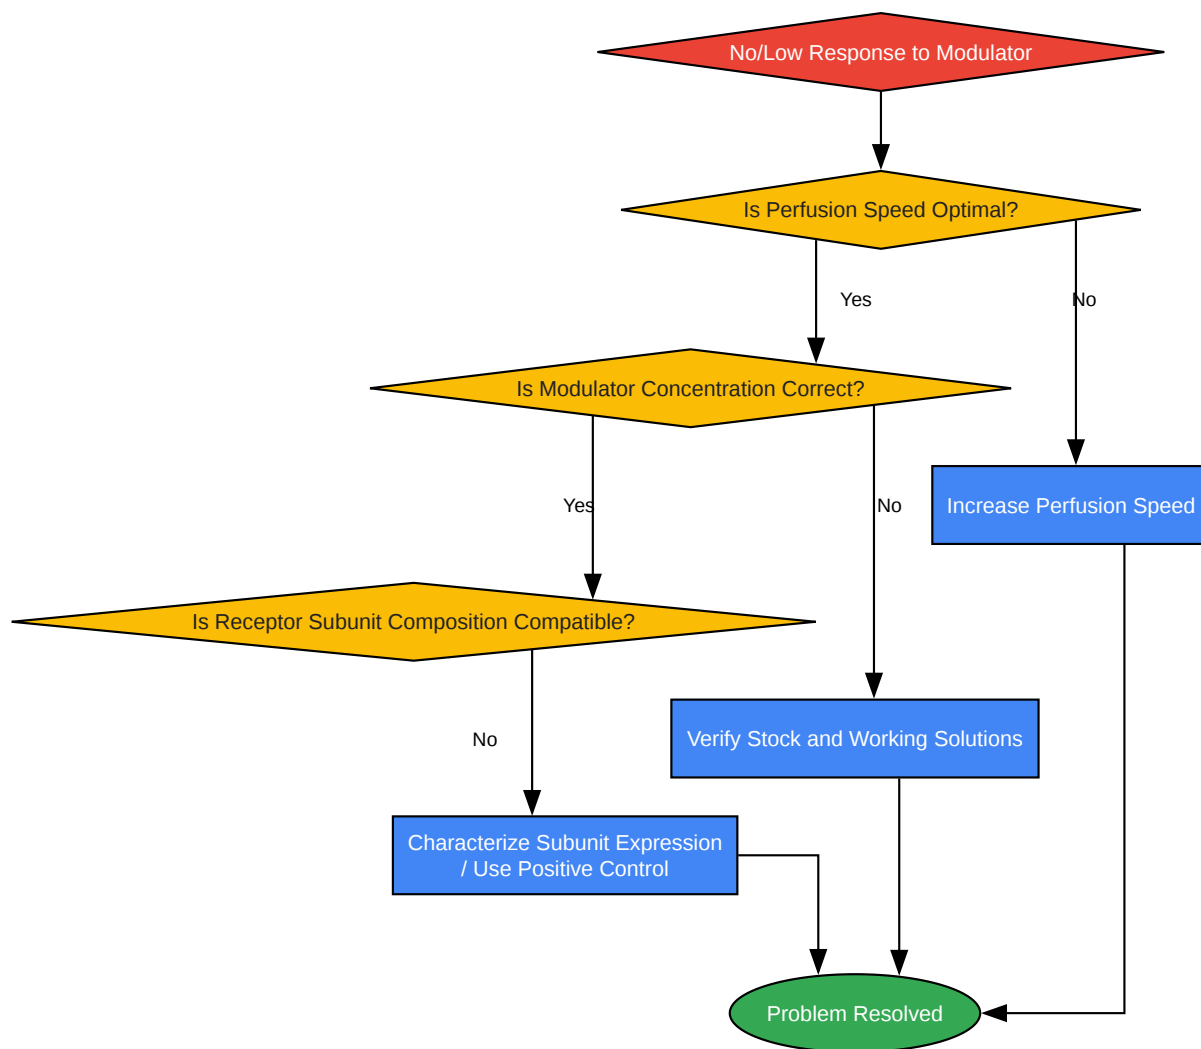 No/Low Response to Modulator
Is Perfusion Speed Optimal?
Yes
No
Is Modulator Concentration Correct?
Yes
No
Increase Perfusion Speed
Is Receptor Subunit Composition Compatible?
No
Verify Stock and Working Solutions
Characterize Subunit Expression
/ Use Positive Control
Problem Resolved